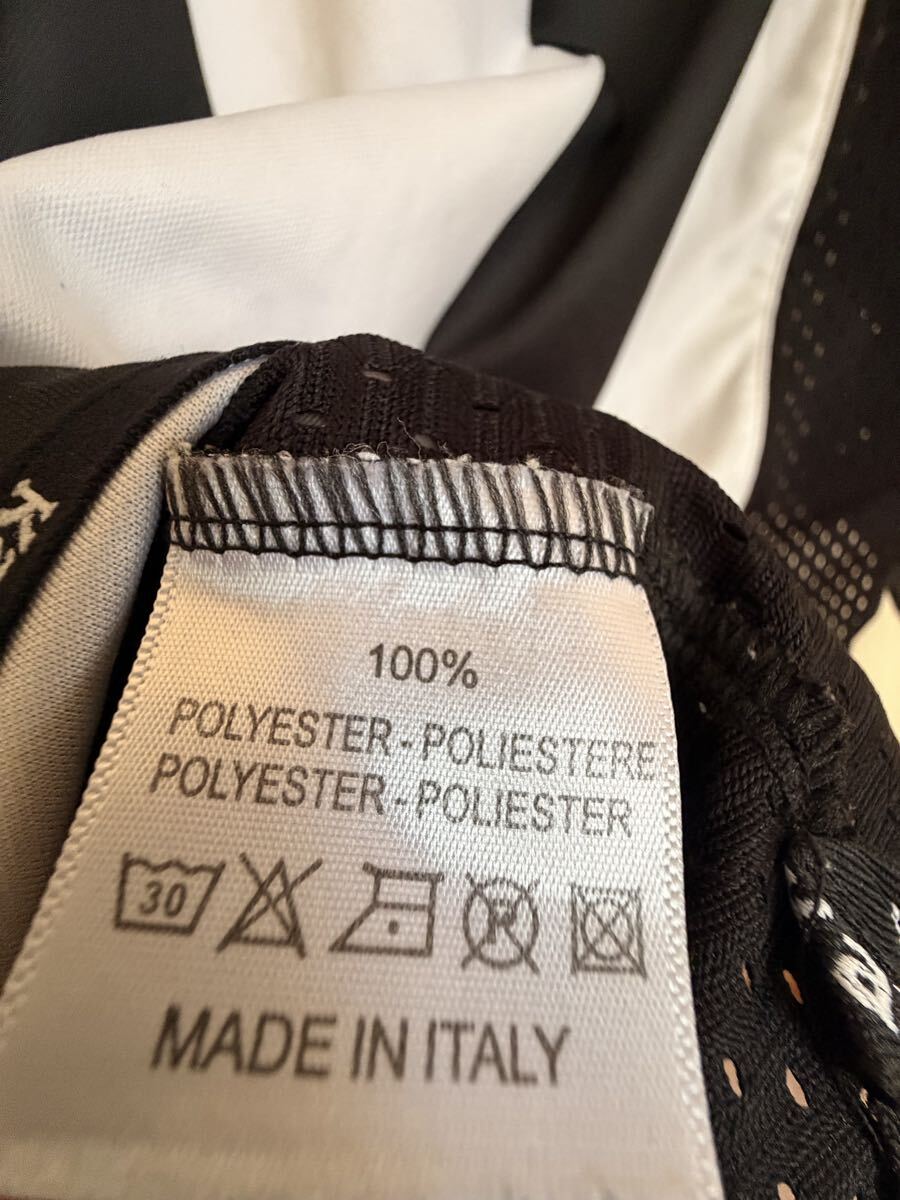 100%
POLYESTER - POLIESTERE
POLYESTER - POLIESTER
30
P
MADE IN ITALY